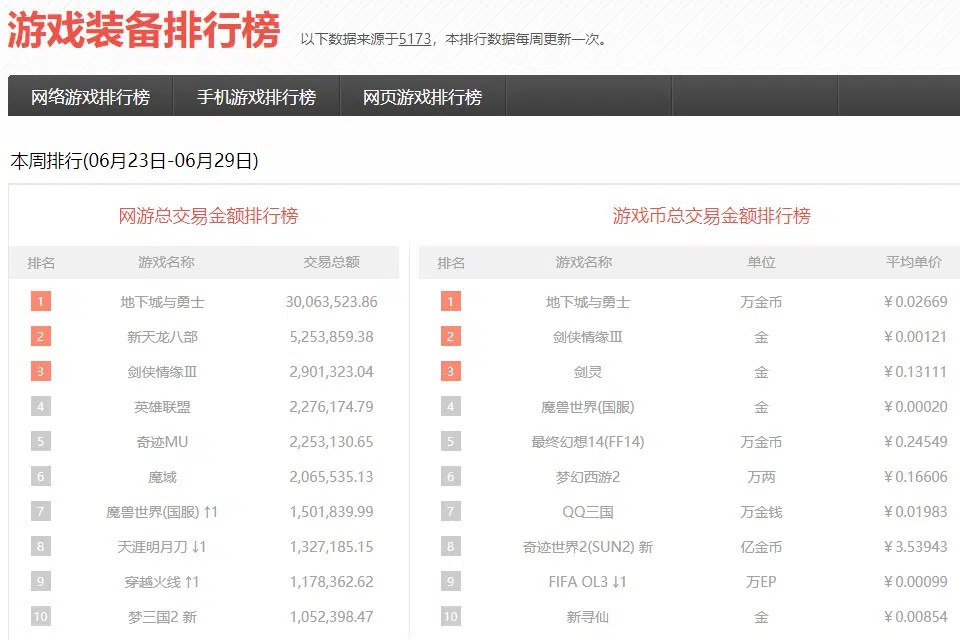 游戏装备排行榜 以下数据来源于5173，本排行数据每周更新一次。
网络游戏排行榜 手机游戏排行榜 网页游戏排行榜
本周排行(06月23日-06月29日)
网游总交易金额排行榜
排名 游戏名称 交易总额
1 地下城与勇士 30,063,523.86
2 新天龙八部 5,253,859.38
3 剑侠情缘Ⅲ 2,901,323.04
4 英雄联盟 2,276,174.79
5 奇迹MU 2,253,130.65
6 魔域 2,065,535.13
7 魔兽世界(国服) ↑1 1,501,839.99
8 天涯明月刀 ↓1 1,327,185.15
9 穿越火线 ↑1 1,178,362.62
10 梦三国2 新 1,052,398.47
游戏币总交易金额排行榜
排名 游戏名称 单位 平均单价
1 地下城与勇士 万金币 ￥0.02669
2 剑侠情缘Ⅲ 金 ￥0.00121
3 剑灵 金 ￥0.13111
4 魔兽世界(国服) 金 ￥0.00020
5 最终幻想14(FF14) 万金币 ￥0.24549
6 梦幻西游2 万两 ￥0.16606
7 QQ三国 万金钱 ￥0.01983
8 奇迹世界2(SUN2) 新 亿金币 ￥3.53943
9 FIFA OL3 ↓1 万EP ￥0.00099
10 新寻仙 金 ￥0.00854